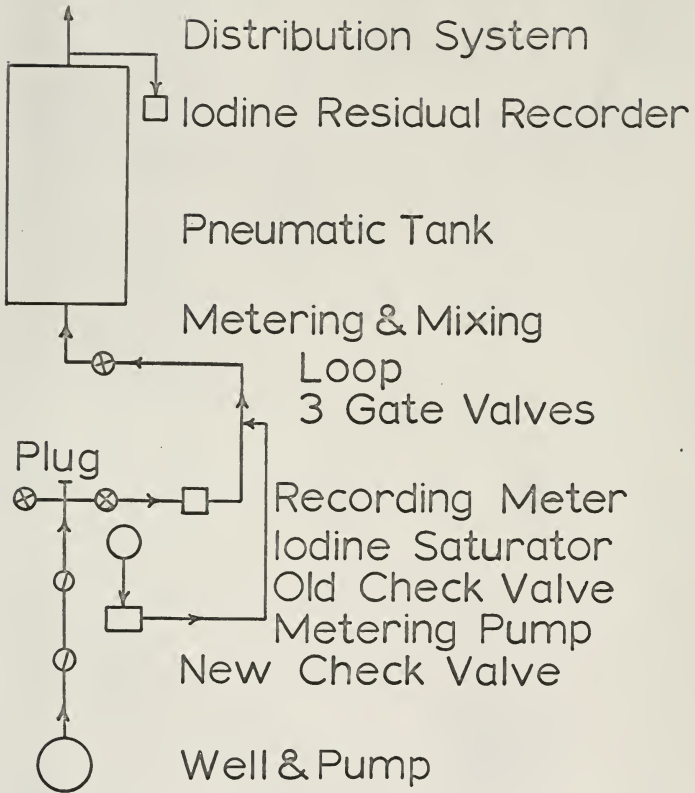 Distribution System
Iodine Residual Recorder
Pneumatic Tank
Metering & Mixing
Loop
3 Gate Valves
Plug
Recording Meter
Iodine Saturator
Old Check Valve
Metering Pump
New Check Valve
Well & Pump